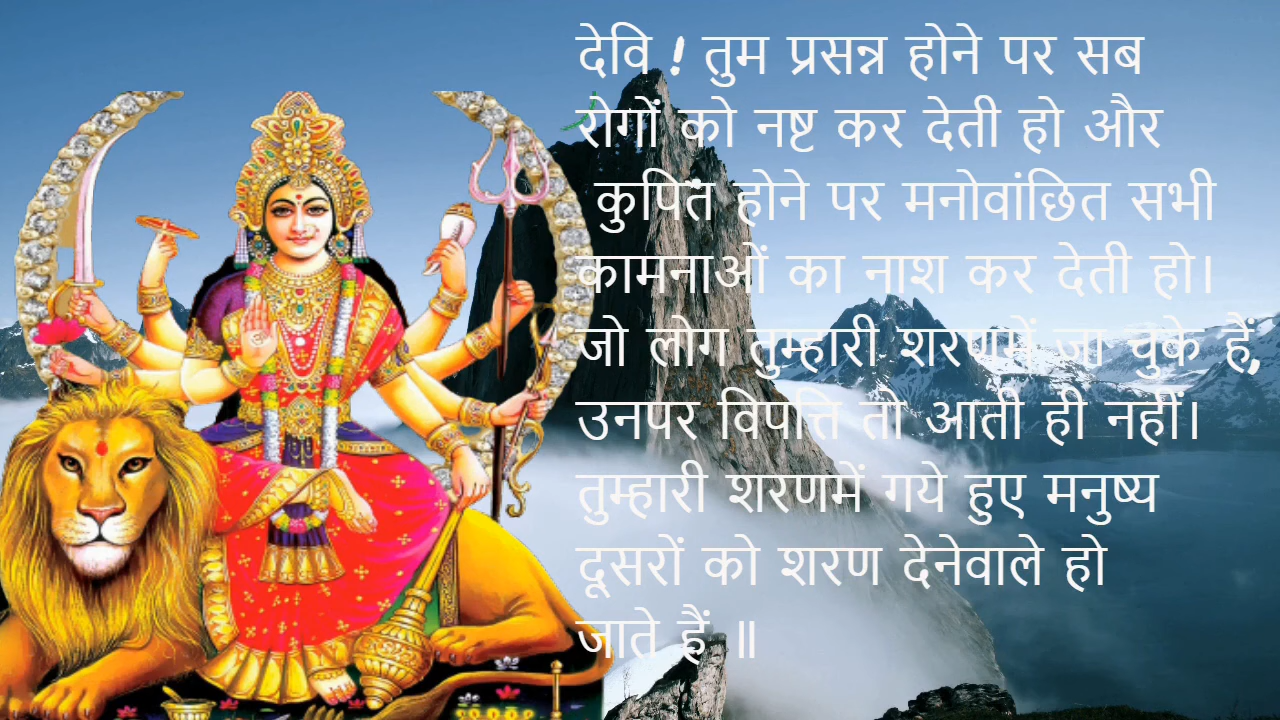 देवि ! तुम प्रसन्न होने पर सब
रोगों को नष्ट कर देती हो और
कुपित होने पर मनोवांछित सभी
कामनाओं का नाश कर देती हो।
जो लोग तुम्हारी शरणमें जा चुके हैं,
उनपर विपत्ति तो आती ही नहीं।
तुम्हारी शरणमें गये हुए मनुष्य
दूसरों को शरण देनेवाले हो
जाते हैं ॥